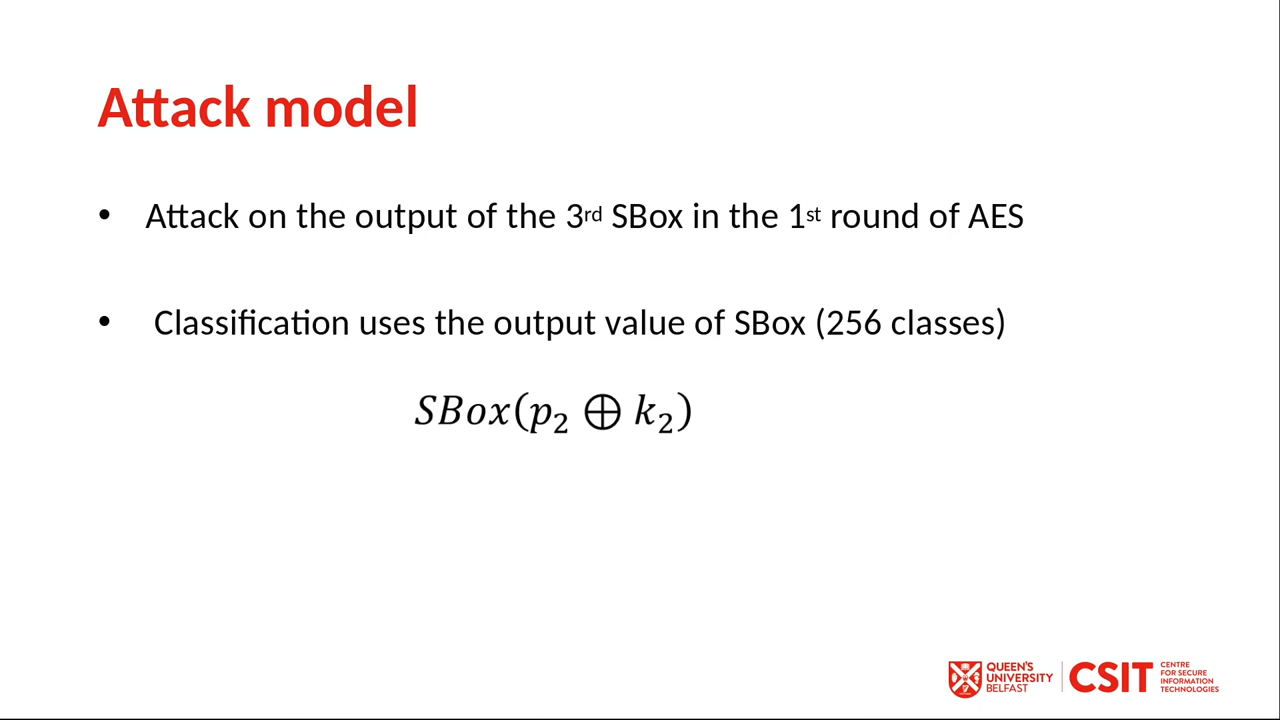 Attack model
• Attack on the output of the 3rd SBox in the 1st round of AES
• Classification uses the output value of SBox (256 classes)
SBox(p₂ ⊕ k₂)
QUEEN'S
UNIVERSITY
BELFAST
CSIT
CENTRE
FOR SECURE
INFORMATION
TECHNOLOGIES